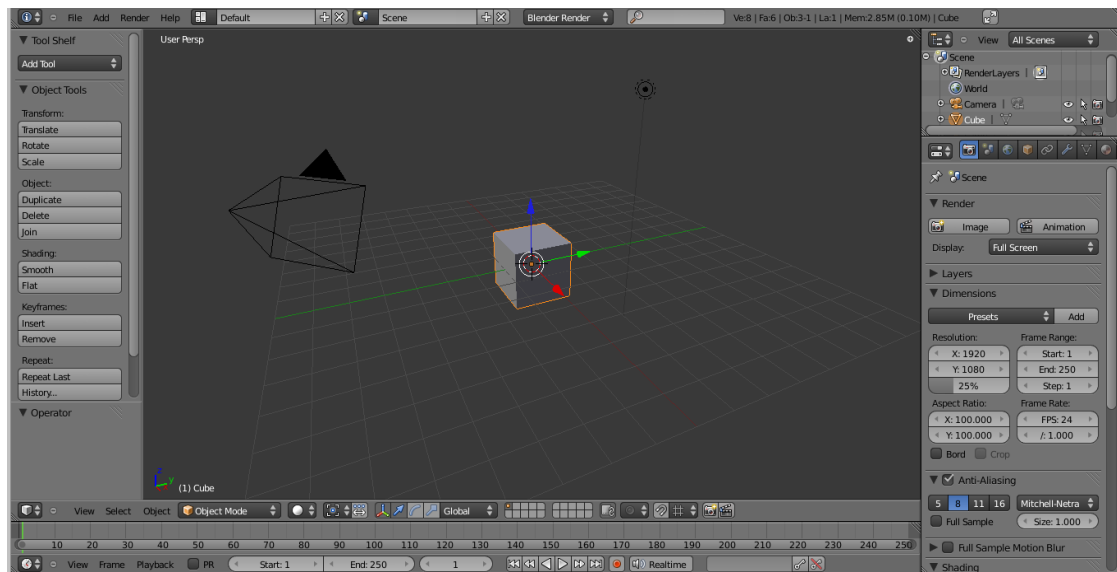 File Add Render Help Default Scene Blender Render Ve:8 | Fa:6 | Ob:3-1 | La:1 | Mem:2.85M (0.10M) | Cube
Tool Shelf
Add Tool
Object Tools
Transform:
Translate
Rotate
Scale
Object:
Duplicate
Delete
Join
Shading:
Smooth
Flat
Keyframes:
Insert
Remove
Repeat:
Repeat Last
History...
Operator
User Persp
z
y
(1) Cube
View All Scenes
Scene
RenderLayers |
World
Camera |
Cube |
Scene
Render
Image Animation
Display: Full Screen
Layers
Dimensions
Presets Add
Resolution: Frame Range:
X: 1920 Start: 1
Y: 1080 End: 250
25% Step: 1
Aspect Ratio: Frame Rate:
X: 100.000 FPS: 24
Y: 100.000 /: 1.000
Bord Crop
Anti-Aliasing
5 8 11 16 Mitchell-Netra
Full Sample Size: 1.000
Full Sample Motion Blur
Shading
View Select Object Object Mode Global
0 10 20 30 40 50 60 70 80 90 100 110 120 130 140 150 160 170 180 190 200 210 220 230 240 250
View Frame Playback PR Start: 1 End: 250 1 Realtime